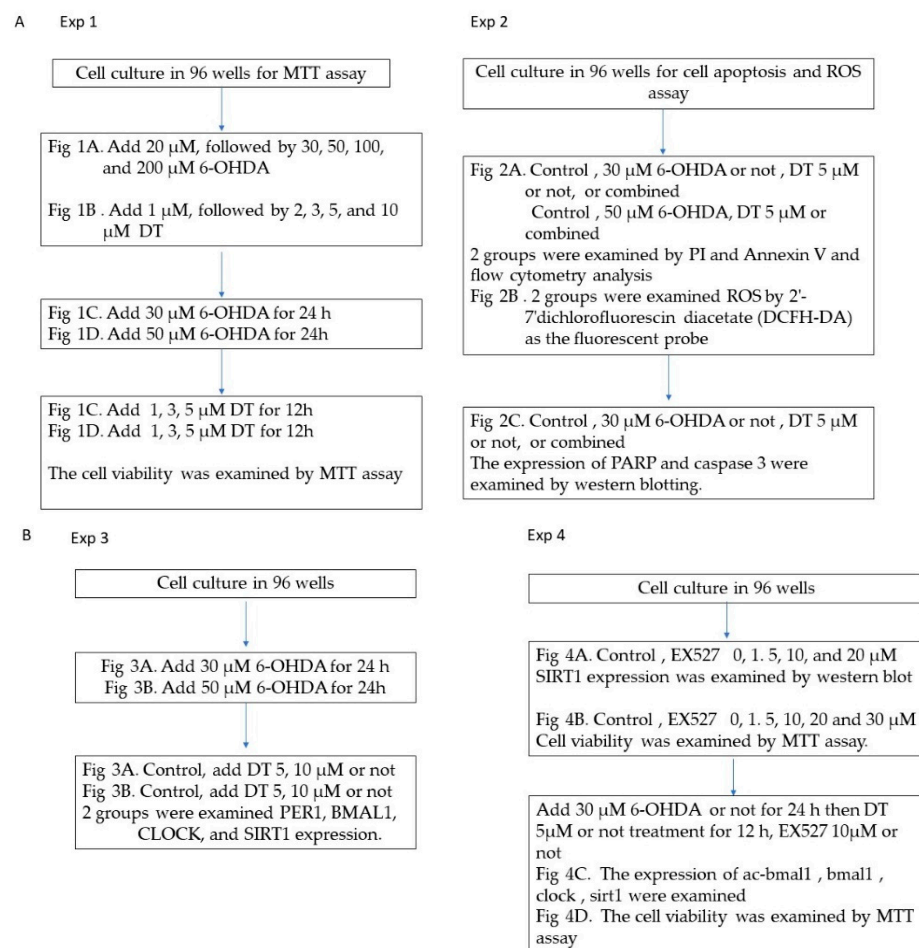 A Exp 1
Cell culture in 96 wells for MTT assay
Fig 1A. Add 20 µM, followed by 30, 50, 100,
and 200 µM 6-OHDA
Fig 1B . Add 1 µM, followed by 2, 3, 5, and 10
µM DT
Fig 1C. Add 30 µM 6-OHDA for 24 h
Fig 1D. Add 50 µM 6-OHDA for 24h
Fig 1C. Add 1, 3, 5 µM DT for 12h
Fig 1D. Add 1, 3, 5 µM DT for 12h
The cell viability was examined by MTT assay
Exp 2
Cell culture in 96 wells for cell apoptosis and ROS
assay
Fig 2A. Control , 30 µM 6-OHDA or not , DT 5 µM
or not, or combined
Control , 50 µM 6-OHDA, DT 5 µM or
combined
2 groups were examined by PI and Annexin V and
flow cytometry analysis
Fig 2B . 2 groups were examined ROS by 2'-
7'dichlorofluorescin diacetate (DCFH-DA)
as the fluorescent probe
Fig 2C. Control , 30 µM 6-OHDA or not , DT 5 µM
or not, or combined
The expression of PARP and caspase 3 were
examined by western blotting.
B Exp 3
Cell culture in 96 wells
Fig 3A. Add 30 µM 6-OHDA for 24 h
Fig 3B. Add 50 µM 6-OHDA for 24h
Fig 3A. Control, add DT 5, 10 µM or not
Fig 3B. Control, add DT 5, 10 µM or not
2 groups were examined PER1, BMAL1,
CLOCK, and SIRT1 expression.
Exp 4
Cell culture in 96 wells
Fig 4A. Control , EX527 0, 1. 5, 10, and 20 µM
SIRT1 expression was examined by western blot
Fig 4B. Control , EX527 0, 1. 5, 10, 20 and 30 µM
Cell viability was examined by MTT assay.
Add 30 µM 6-OHDA or not for 24 h then DT
5µM or not treatment for 12 h, EX527 10µM or
not
Fig 4C. The expression of ac-bmal1 , bmal1 ,
clock , sirt1 were examined
Fig 4D. The cell viability was examined by MTT
assay